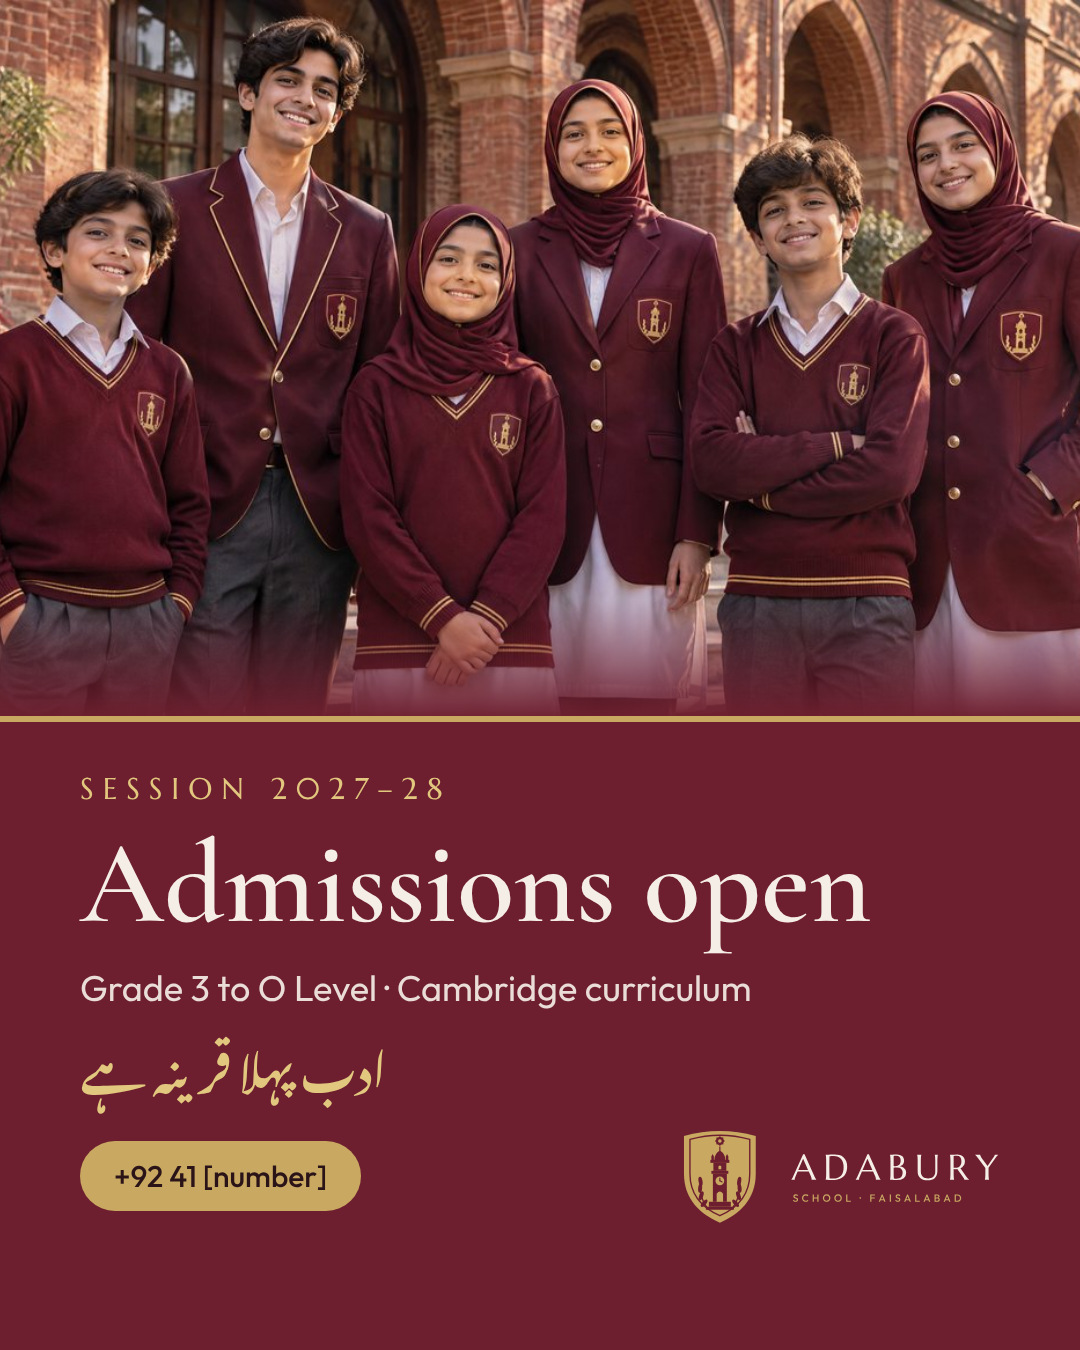 SESSION 2027–28
Admissions open
Grade 3 to O Level · Cambridge curriculum
ادب پہلا قرینہ ہے
+92 41 [number]
ADABURY
SCHOOL · FAISALABAD